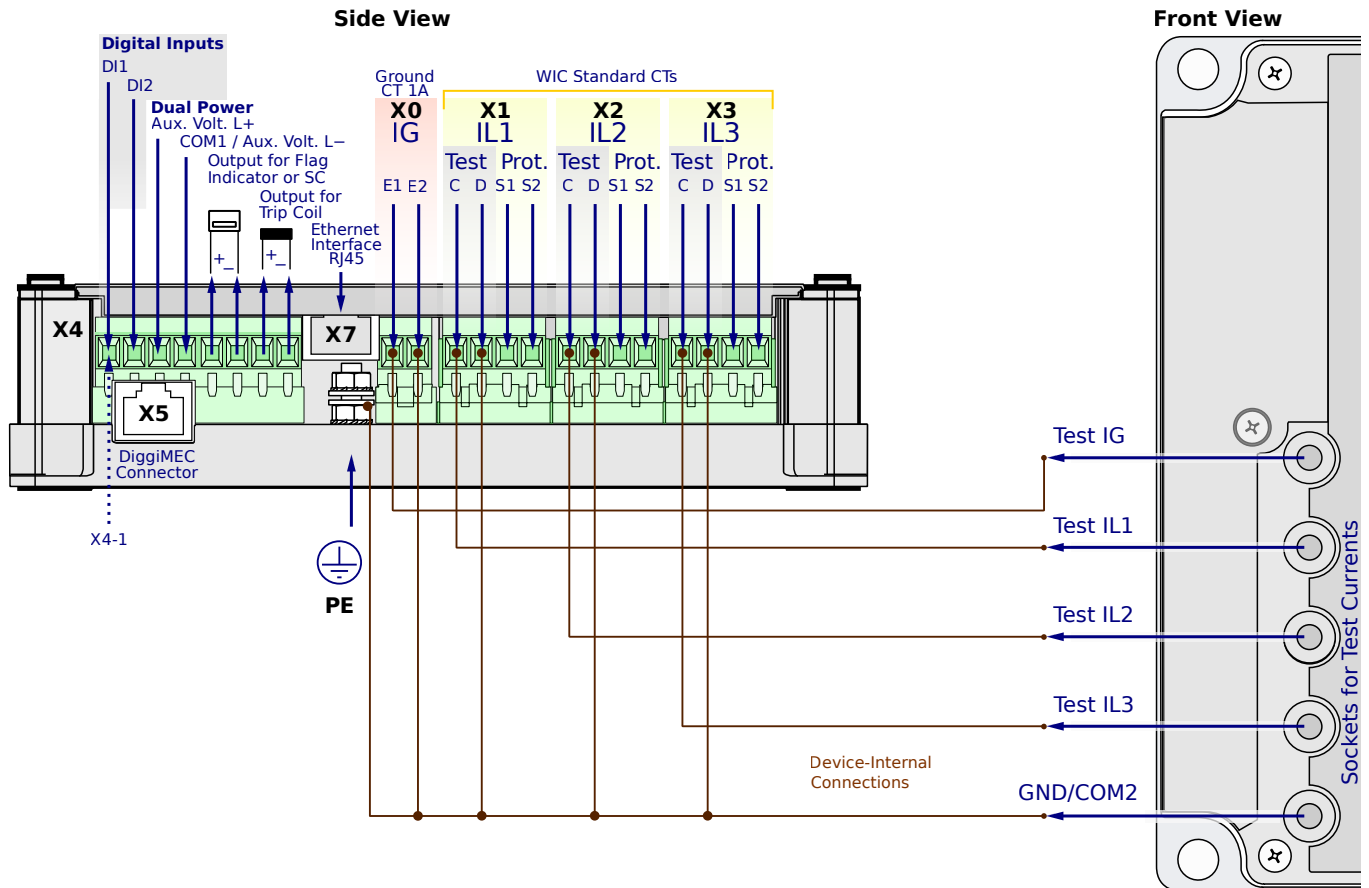 Side View
Front View
Digital Inputs
DI1
DI2
Dual Power
Aux. Volt. L+
COM1 / Aux. Volt. L−
Output for Flag
Indicator or SC
Output for
Trip Coil
Ethernet
Interface
RJ45
+
−
+
−
Ground
CT 1A
X0
IG
E1 E2
WIC Standard CTs
X1
IL1
Test Prot.
C D S1 S2
X2
IL2
Test Prot.
C D S1 S2
X3
IL3
Test Prot.
C D S1 S2
X4
X7
X5
DiggiMEC
Connector
X4-1
PE
Test IG
Test IL1
Test IL2
Test IL3
GND/COM2
Device-Internal
Connections
Sockets for Test Currents